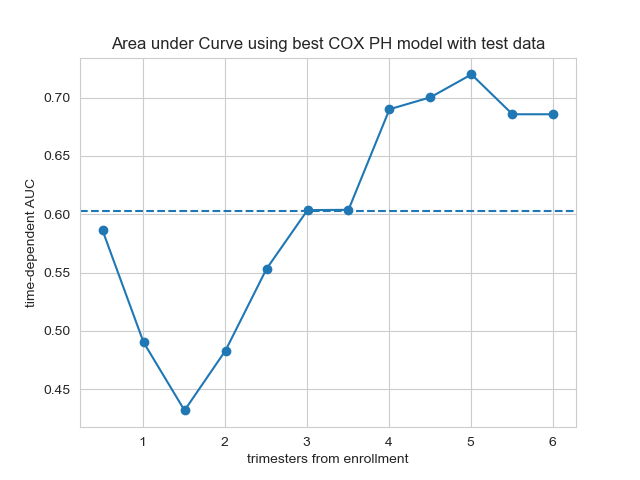 Area under Curve using best COX PH model with test data
time-dependent AUC
0.70
0.65
0.60
0.55
0.50
0.45
1 2 3 4 5 6
trimesters from enrollment